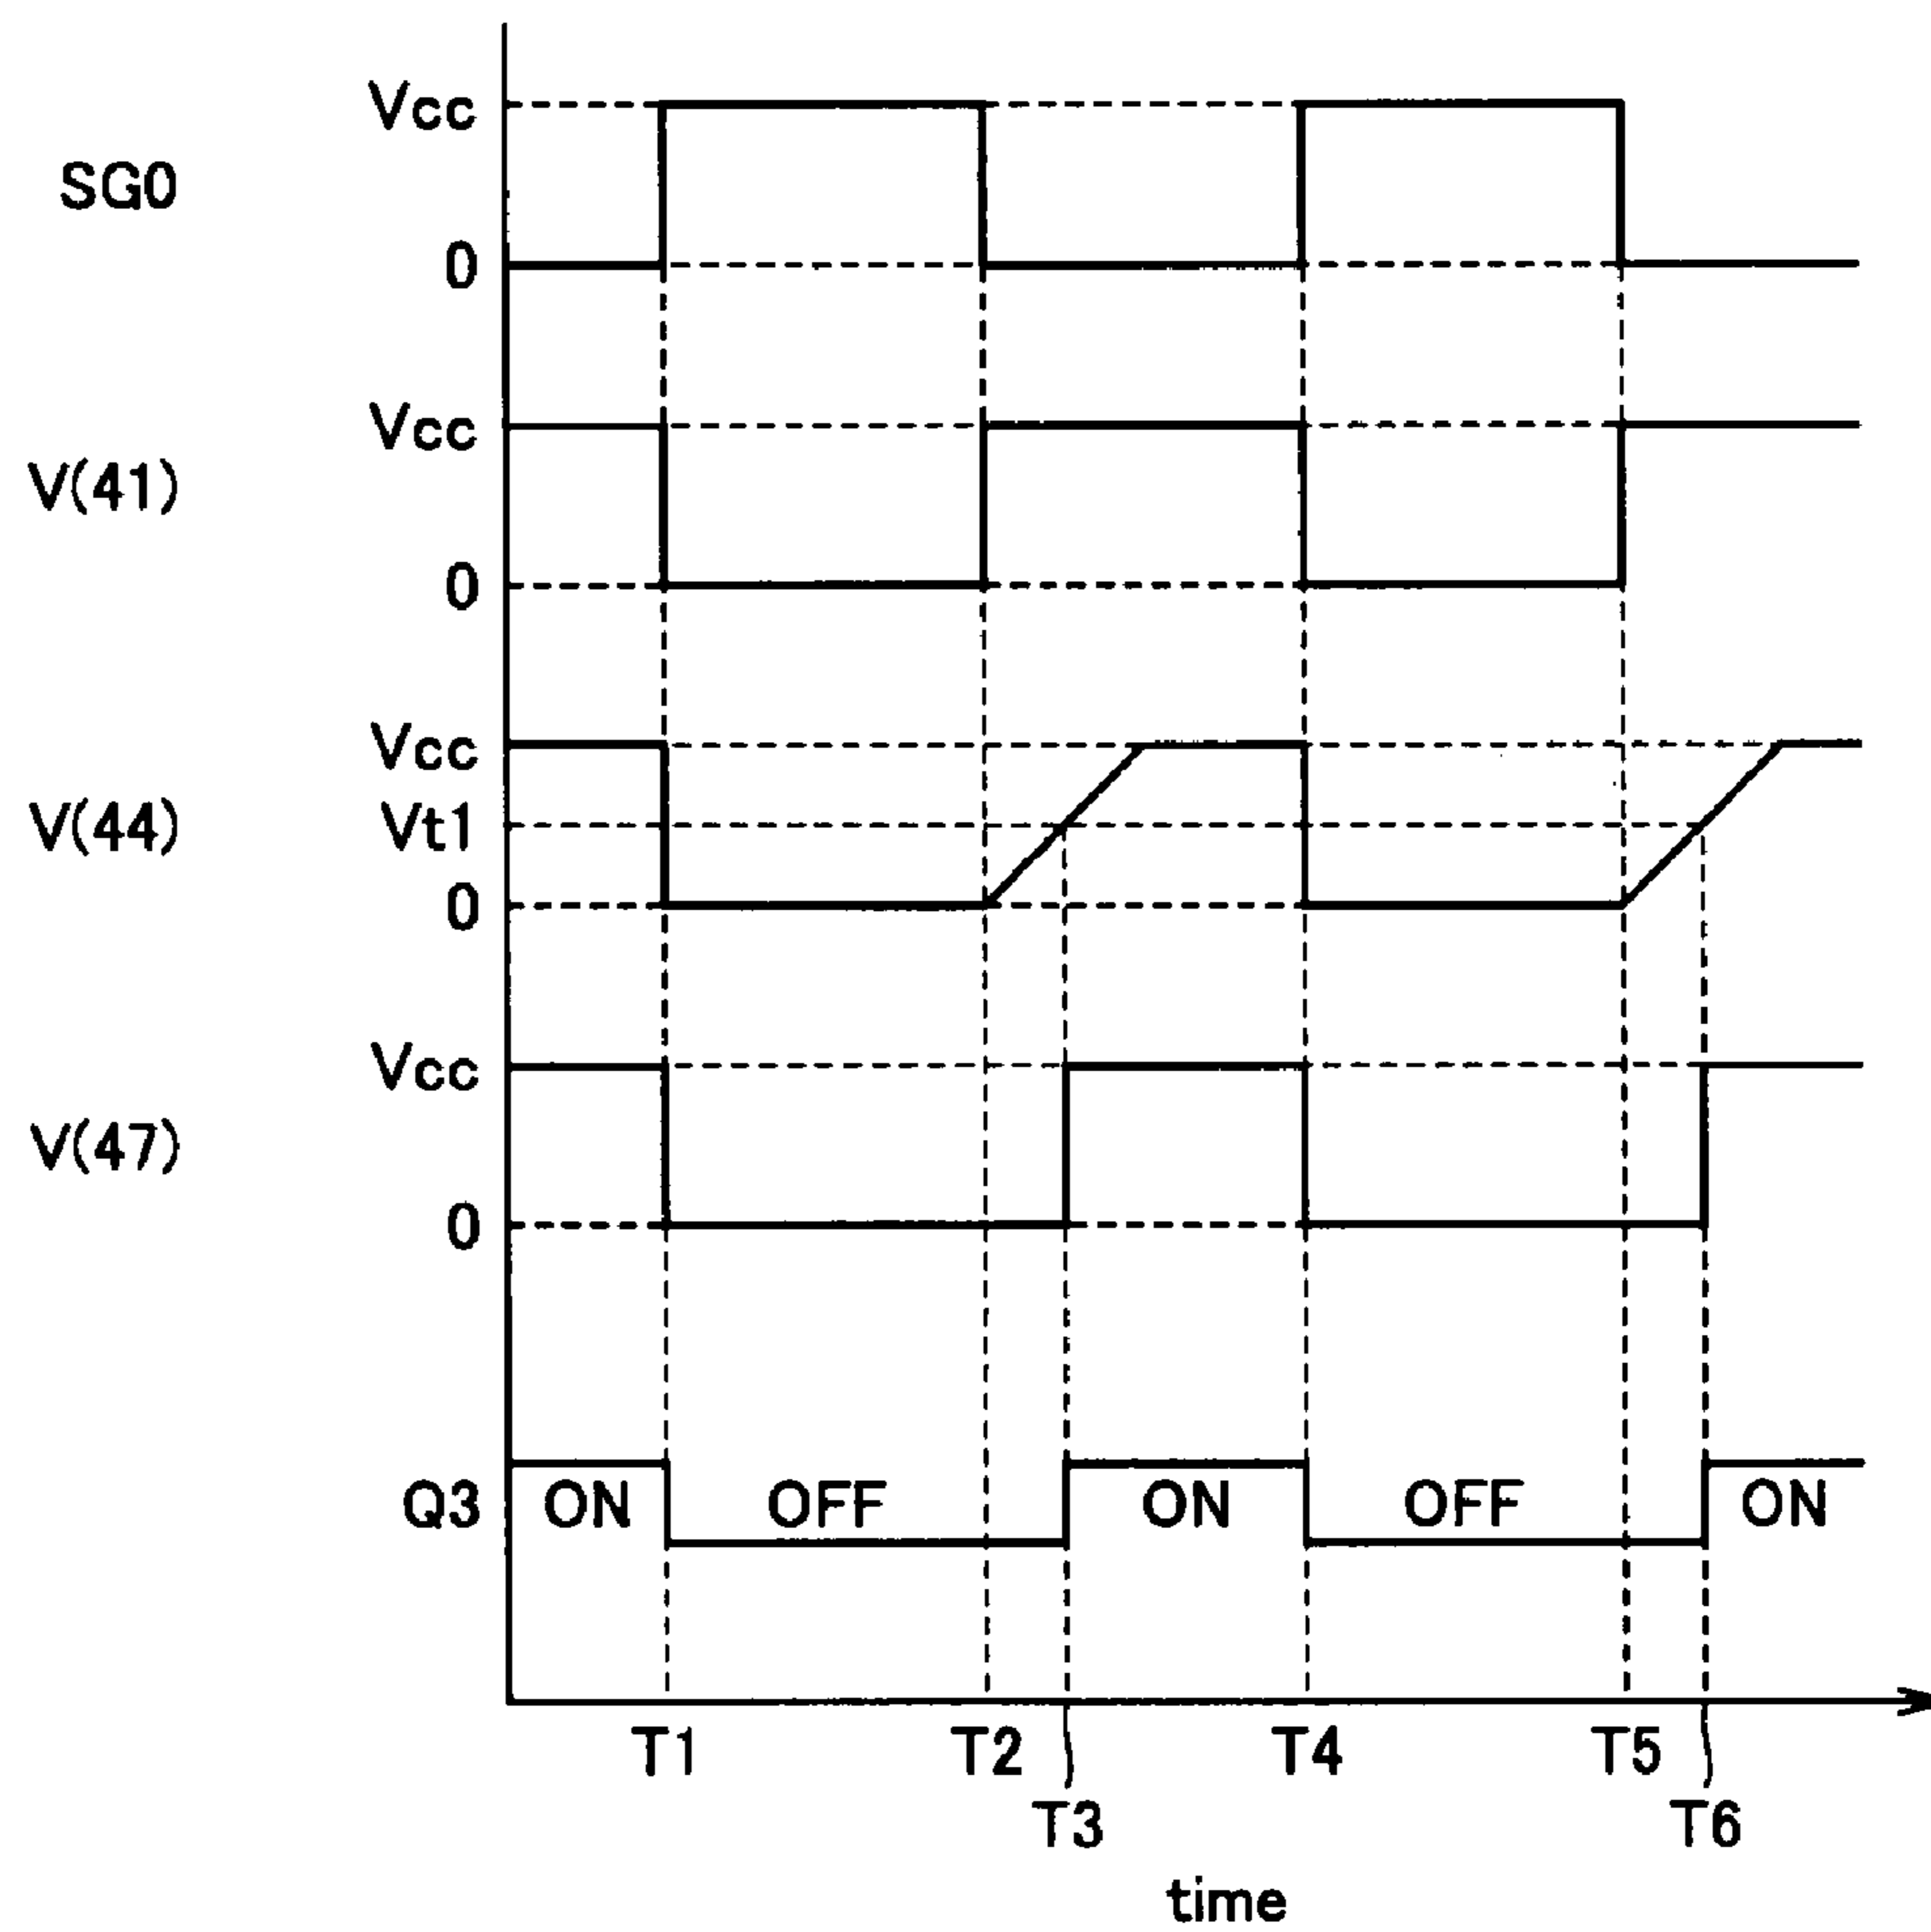 Vcc
SG0
0
Vcc
V(41)
0
Vcc
V(44)
Vt1
0
Vcc
V(47)
0
Q3 ON OFF ON OFF ON
T1 T2 T4 T5
T3 T6
time